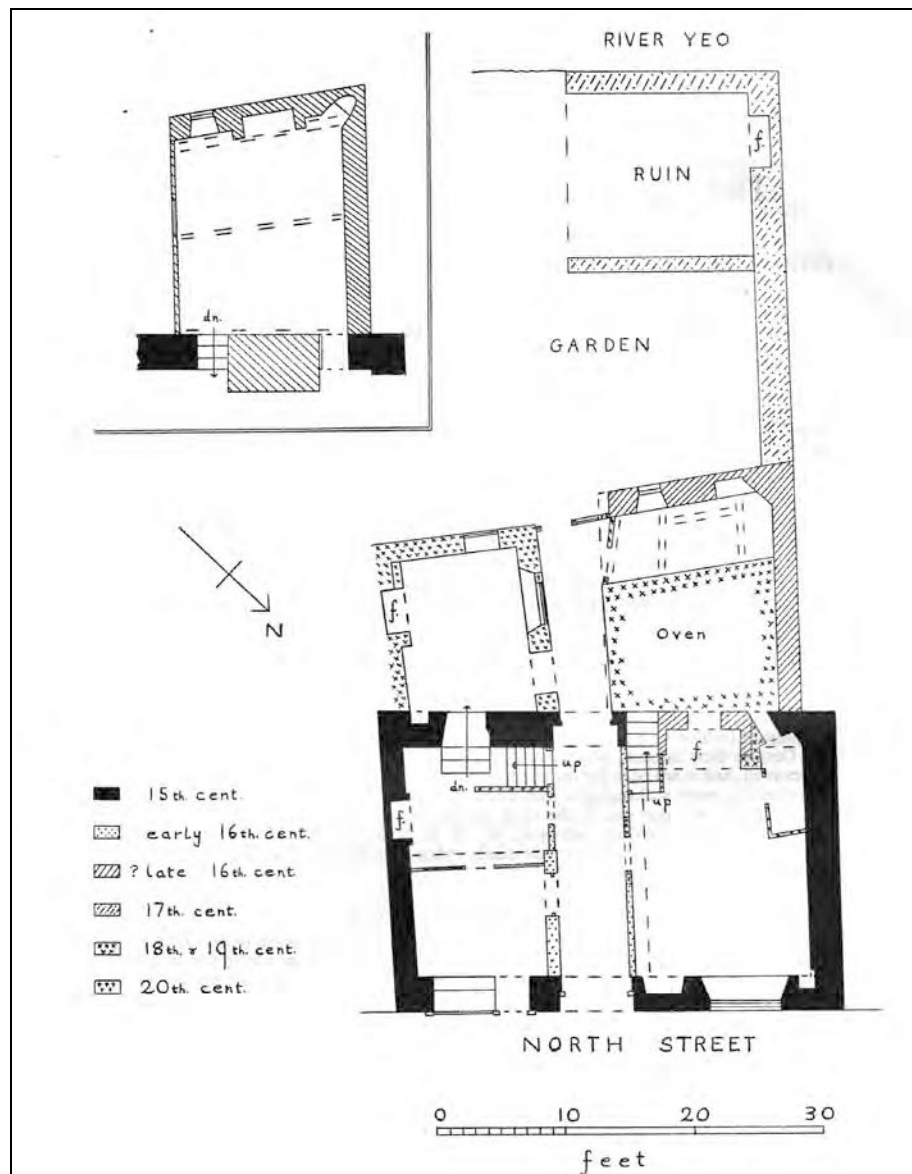 RIVER YEO
f.
RUIN
dn.
GARDEN
N
f.
Oven
up
dn.
f.
up
f.
15th. cent.
early 16th. cent.
? late 16th. cent
17th. cent.
18th. & 19th. cent.
20th. cent.
NORTH STREET
0 10 20 30
feet